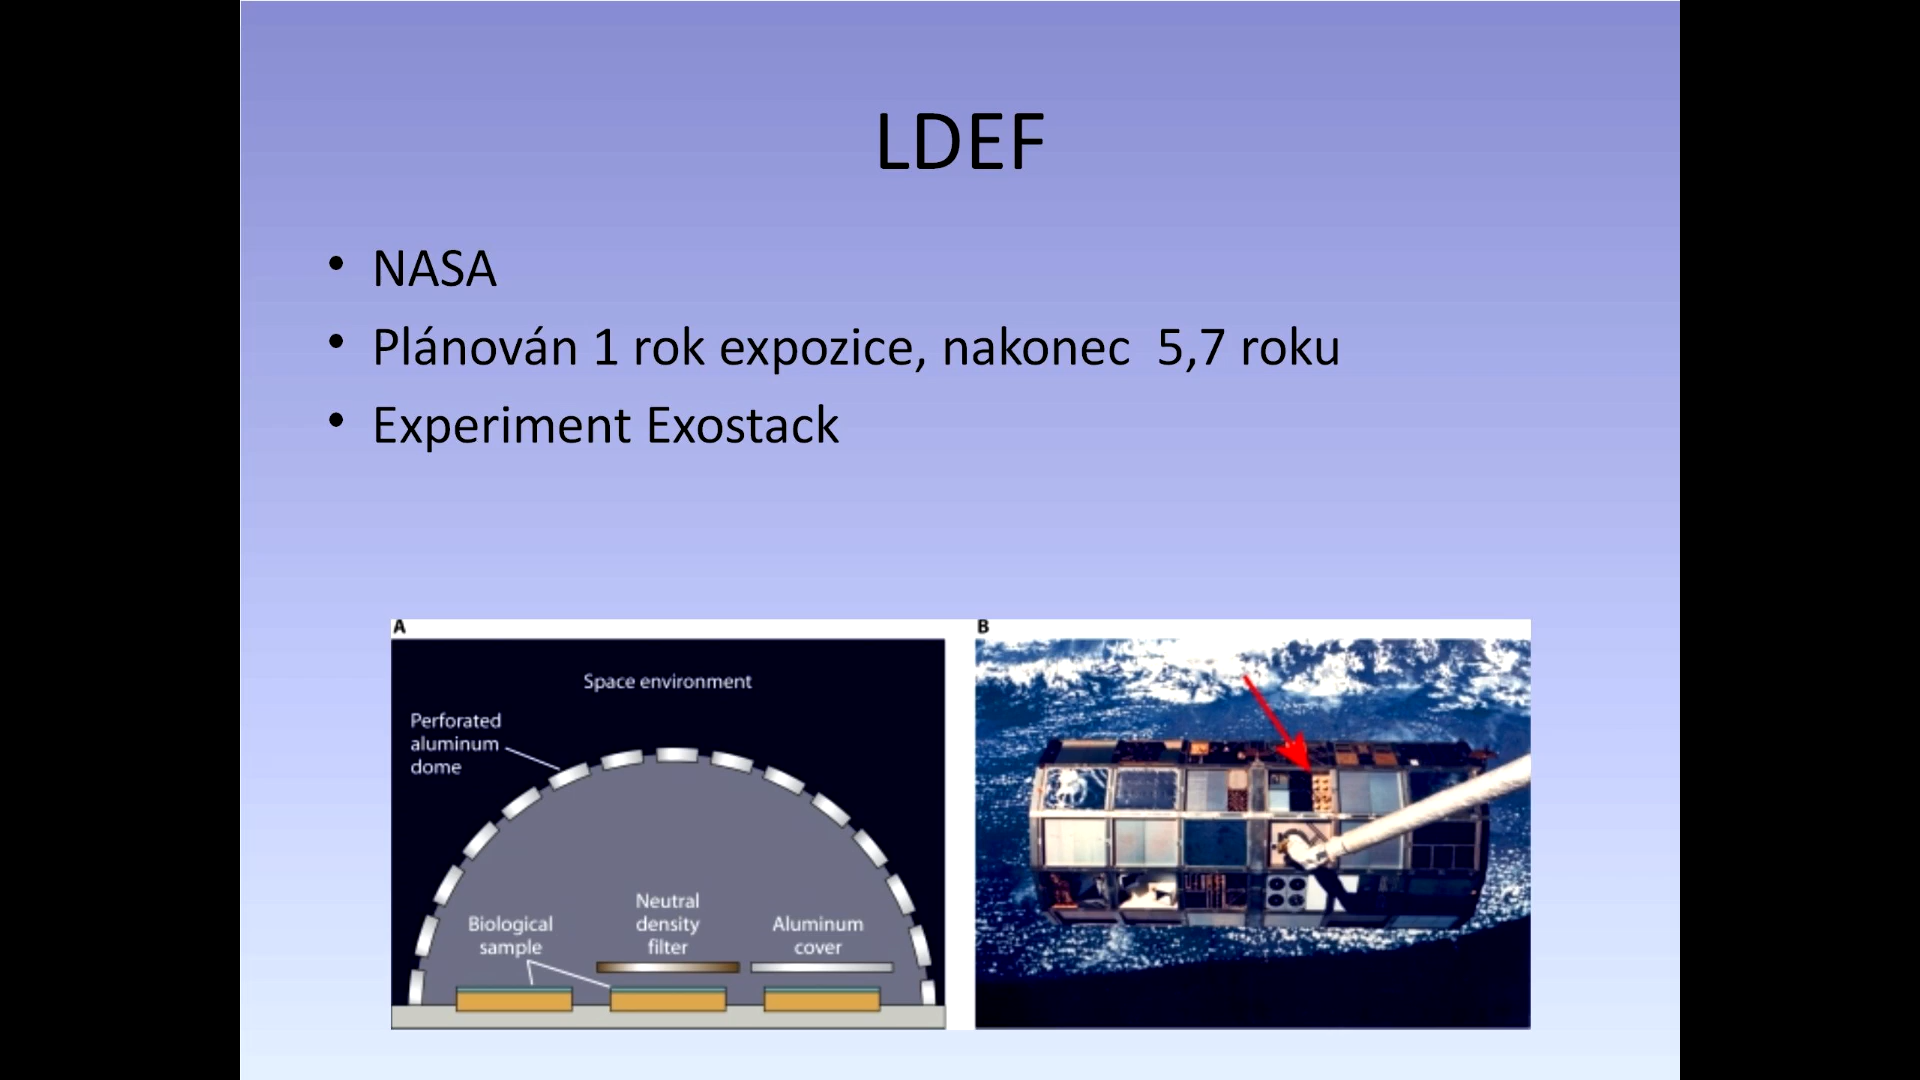 LDEF
• NASA
• Plánován 1 rok expozice, nakonec  5,7 roku
• Experiment Exostack
A
Space environment
Perforated
aluminum
dome
Biological
sample
Neutral
density
filter
Aluminum
cover
B